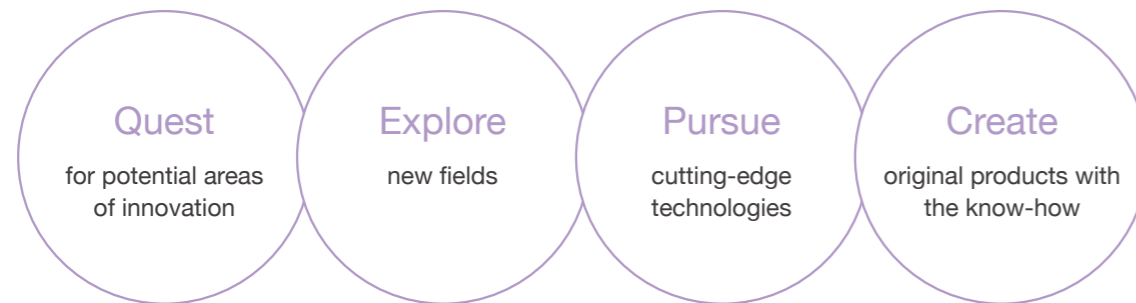 Quest
for potential areas
of innovation
Explore
new fields
Pursue
cutting-edge
technologies
Create
original products with
the know-how